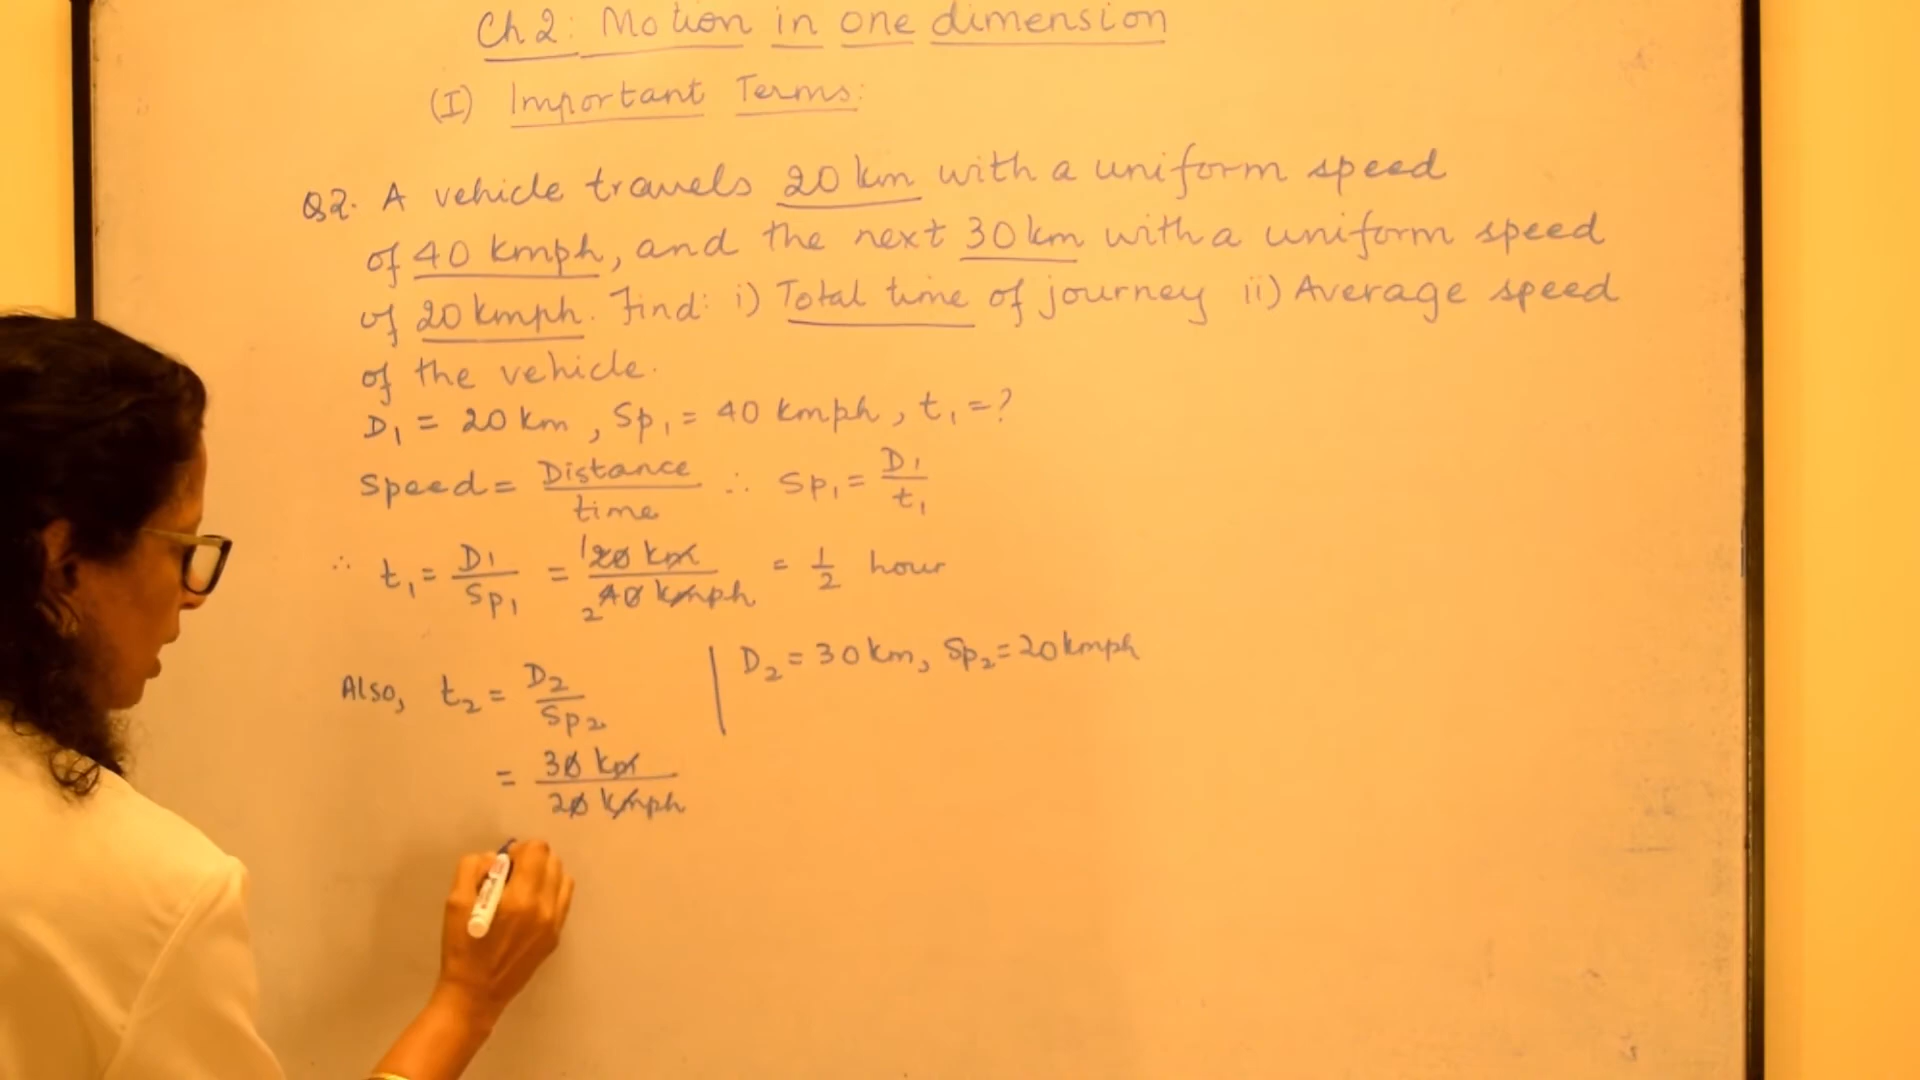 Ch 2: Motion in one dimension
(I) Important Terms:
Q2. A vehicle travels 20 km with a uniform speed
of 40 kmph, and the next 30 km with a uniform speed
of 20 kmph. Find: i) Total time of journey ii) Average speed
of the vehicle.
D₁ = 20 km, Sp₁ = 40 kmph, t₁ = ?
Speed = Distance/time ∴ Sp₁ = D₁/t₁
∴ t₁ = D₁/Sp₁ = 1 20 km / 2 40 kmph = 1/2 hour
Also, t₂ = D₂/Sp₂ | D₂ = 30 km, Sp₂ = 20 kmph
= 30 km / 20 kmph